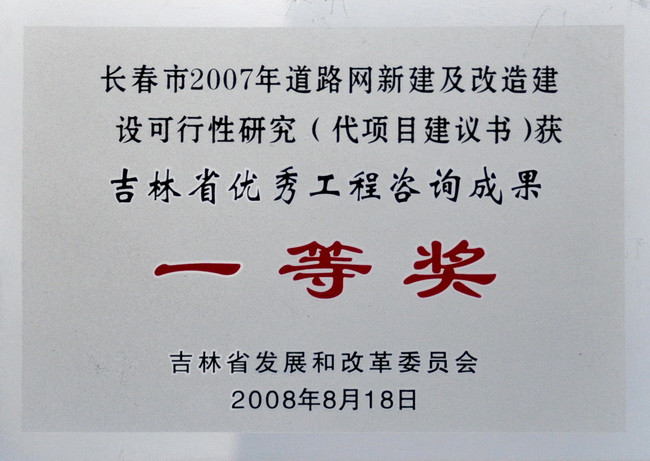 长春市2007年道路网新建及改造建
设可行性研究(代项目建议书)获
吉林省优秀工程咨询成果
一等奖
吉林省发展和改革委员会
2008年8月18日